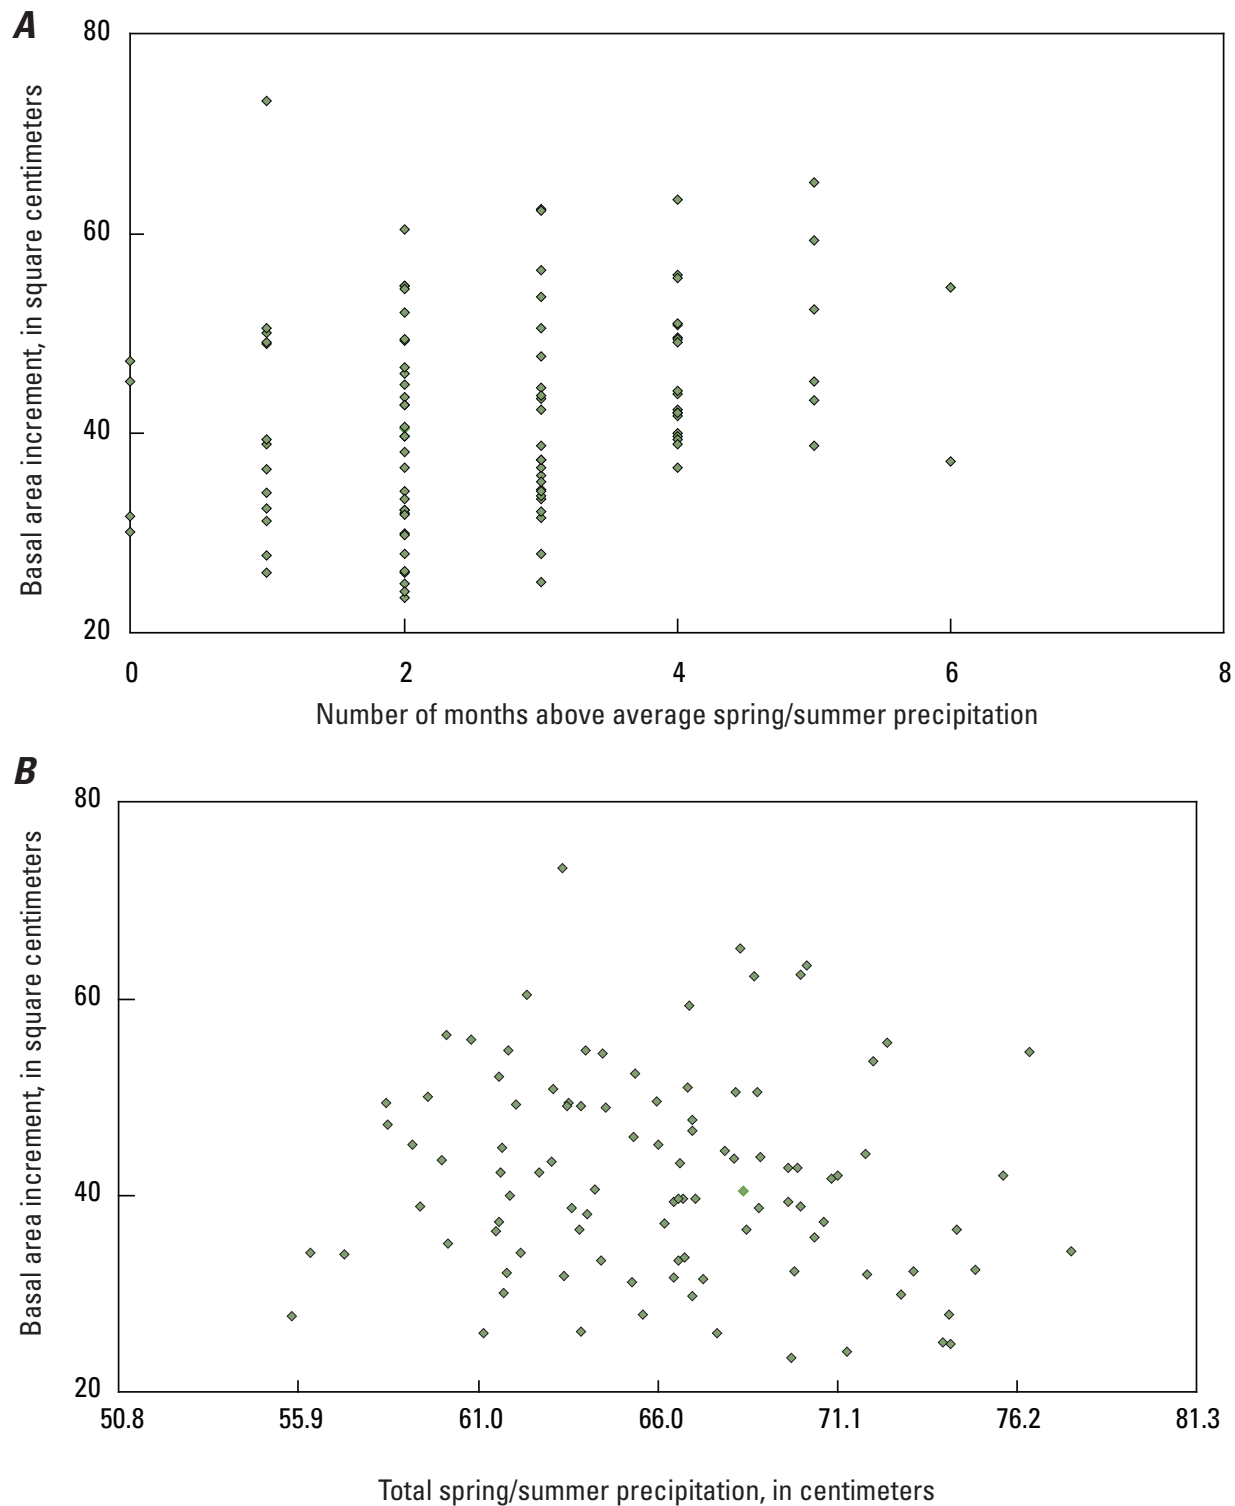 A
80
60
40
20
0 2 4 6 8
Basal area increment, in square centimeters
Number of months above average spring/summer precipitation
B
80
60
40
20
50.8 55.9 61.0 66.0 71.1 76.2 81.3
Basal area increment, in square centimeters
Total spring/summer precipitation, in centimeters